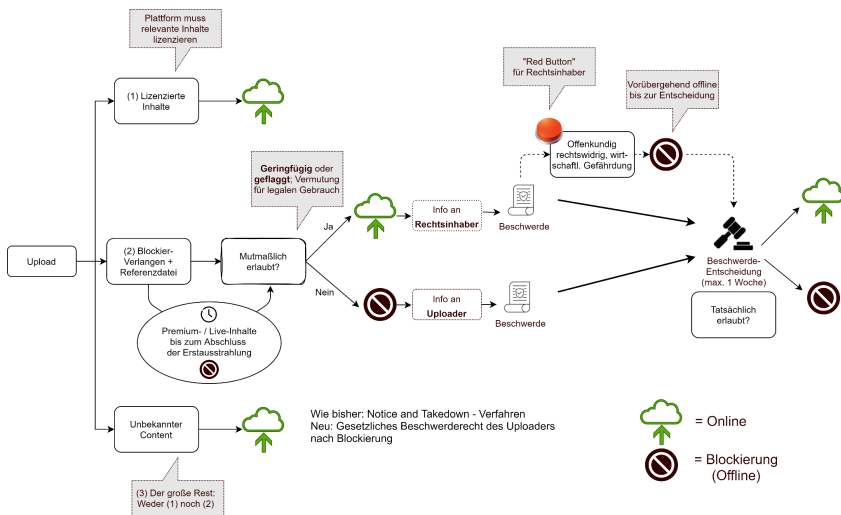 Plattform muss
relevante Inhalte
lizenzieren
(1) Lizenzierte
Inhalte
"Red Button"
für Rechtsinhaber
Vorübergehend offline
bis zur Entscheidung
Offenkundig
rechtswidrig, wirt-
schaftl. Gefährdung
Geringfügig oder
geflaggt; Vermutung
für legalen Gebrauch
Ja
Info an
Rechtsinhaber
Beschwerde
Upload
(2) Blockier-
Verlangen +
Referenzdatei
Mutmaßlich
erlaubt?
Nein
Info an
Uploader
Beschwerde
Beschwerde-
Entscheidung
(max. 1 Woche)
Tatsächlich
erlaubt?
Premium- / Live-Inhalte
bis zum Abschluss
der Erstausstrahlung
Unbekannter
Content
Wie bisher: Notice and Takedown - Verfahren
Neu: Gesetzliches Beschwerderecht des Uploaders
nach Blockierung
(3) Der große Rest:
Weder (1) noch (2)
= Online
= Blockierung
(Offline)